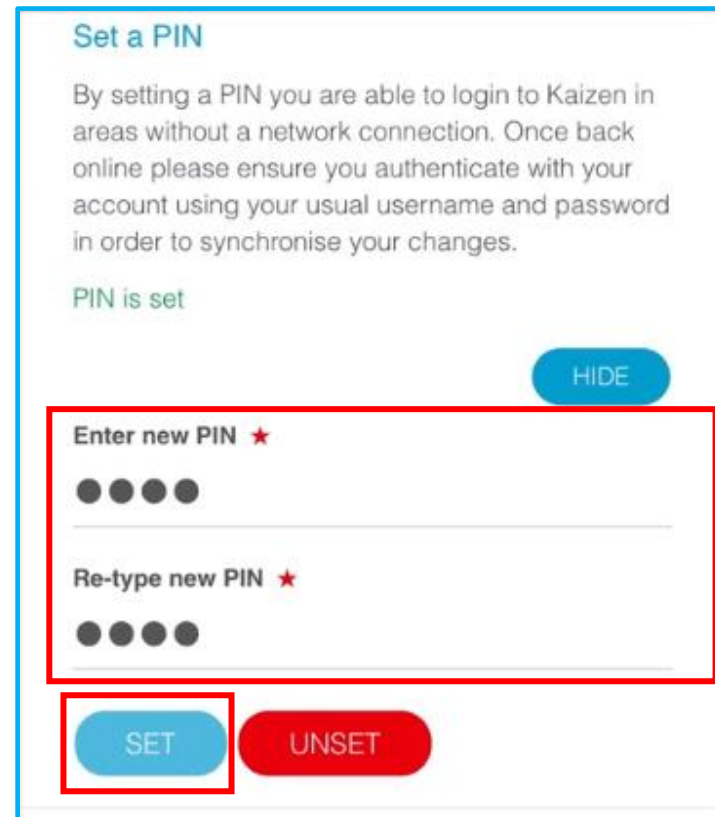 Set a PIN
By setting a PIN you are able to login to Kaizen in
areas without a network connection. Once back
online please ensure you authenticate with your
account using your usual username and password
in order to synchronise your changes.
PIN is set
HIDE
Enter new PIN ★
●●●●
Re-type new PIN ★
●●●●
SET UNSET